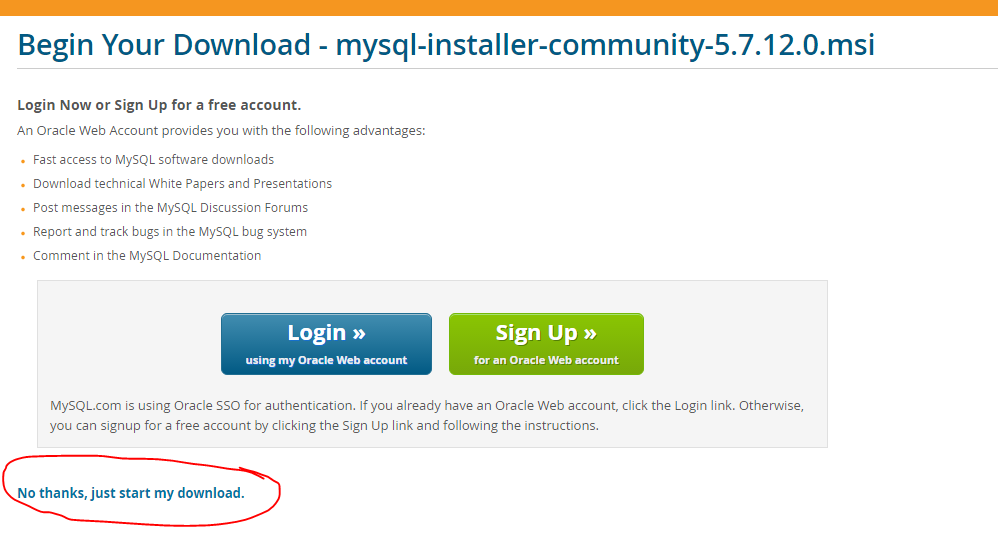 Begin Your Download - mysql-installer-community-5.7.12.0.msi
Login Now or Sign Up for a free account.
An Oracle Web Account provides you with the following advantages:
Fast access to MySQL software downloads
Download technical White Papers and Presentations
Post messages in the MySQL Discussion Forums
Report and track bugs in the MySQL bug system
Comment in the MySQL Documentation
Login »
using my Oracle Web account
Sign Up »
for an Oracle Web account
MySQL.com is using Oracle SSO for authentication. If you already have an Oracle Web account, click the Login link. Otherwise,
you can signup for a free account by clicking the Sign Up link and following the instructions.
No thanks, just start my download.